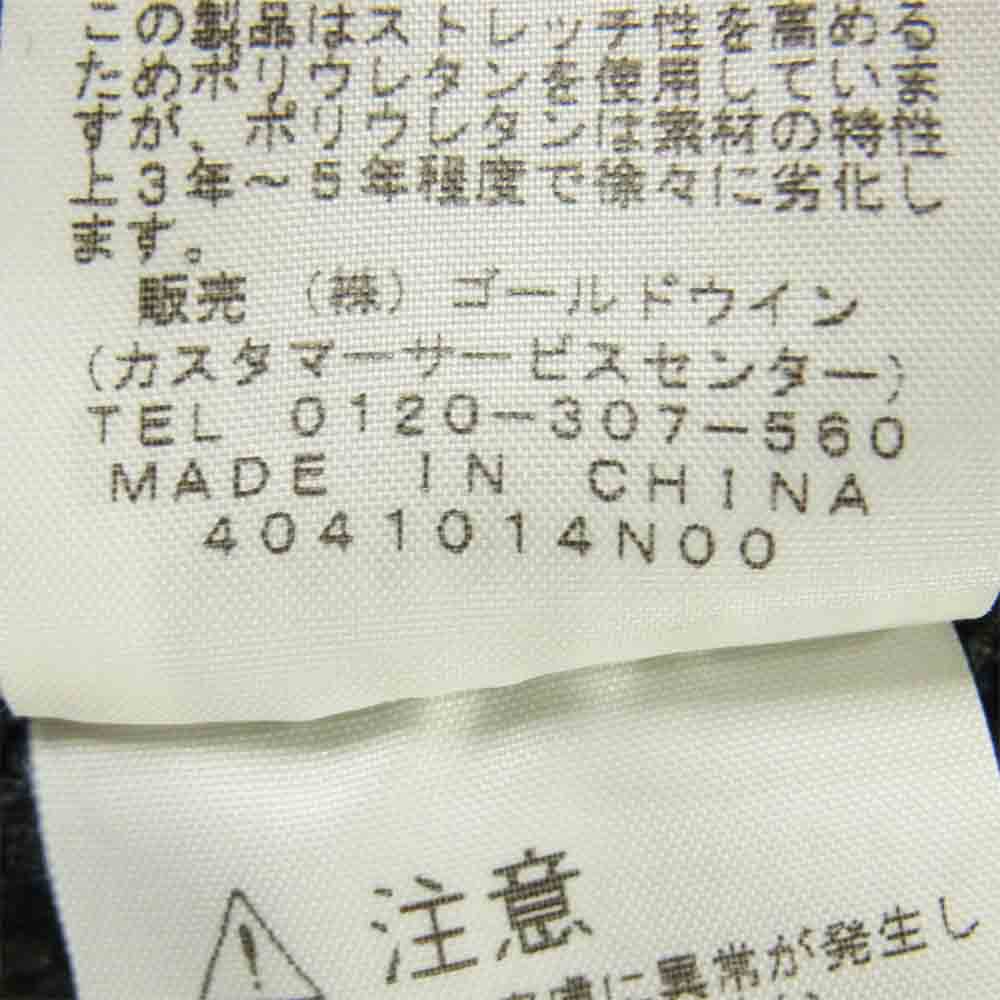 この製品はストレッチ性を高める
ためポリウレタンを使用していま
すが、ポリウレタンは素材の特性
上3年～5年程度で徐々に劣化し
ます。
販売 (株) ゴールドウイン
(カスタマーサービスセンター)
TEL 0120-307-560
MADE IN CHINA
4041014N00
注意
皮膚に異常が発生し